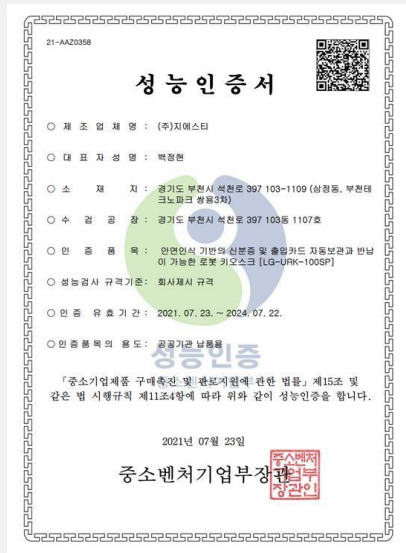 21-AAZ0358
성능인증서
○ 제 조 업 체 명 : (주)지에스티
○ 대 표 자 성 명 : 백정현
○ 소 재 지 : 경기도 부천시 석천로 397 103-1109 (삼정동, 부천테
크노파크 쌍용3차)
○ 수 검 공 장 : 경기도 부천시 석천로 397 103동 1107호
○ 인 증 품 목 : 안면인식 기반의 신분증 및 출입카드 자동보관과 반납
이 가능한 로봇 키오스크 [LG-URK-100SP]
○ 성능검사 규격기준: 회사제시 규격
○ 인증 유효기간 : 2021. 07. 23. ~ 2024. 07. 22.
○ 인증품목의 용도: 공공기관 납품용
성능인증
「중소기업제품 구매촉진 및 판로지원에 관한 법률」제15조 및
같은 법 시행규칙 제11조4항에 따라 위와 같이 성능인증을 합니다.
2021년 07월 23일
중소벤처기업부장관
중소벤처
기업부
장관인